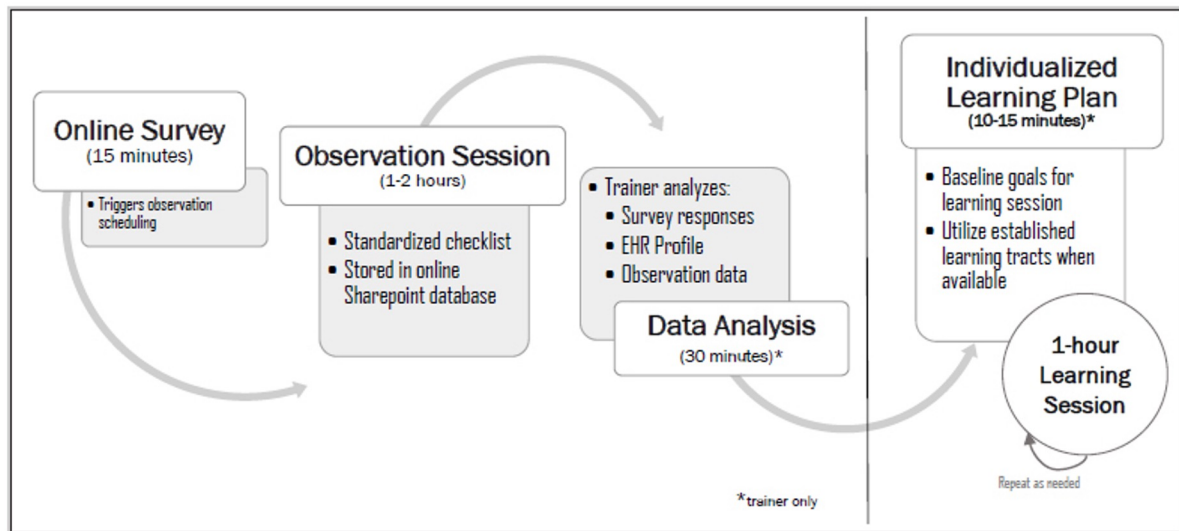 Online Survey
(15 minutes)
• Triggers observation
scheduling
Observation Session
(1-2 hours)
• Standardized checklist
• Stored in online
Sharepoint database
• Trainer analyzes:
• Survey responses
• EHR Profile
• Observation data
Data Analysis
(30 minutes)*
*trainer only
Individualized
Learning Plan
(10-15 minutes)*
• Baseline goals for
learning session
• Utilize established
learning tracts when
available
1-hour
Learning
Session
Repeat as needed